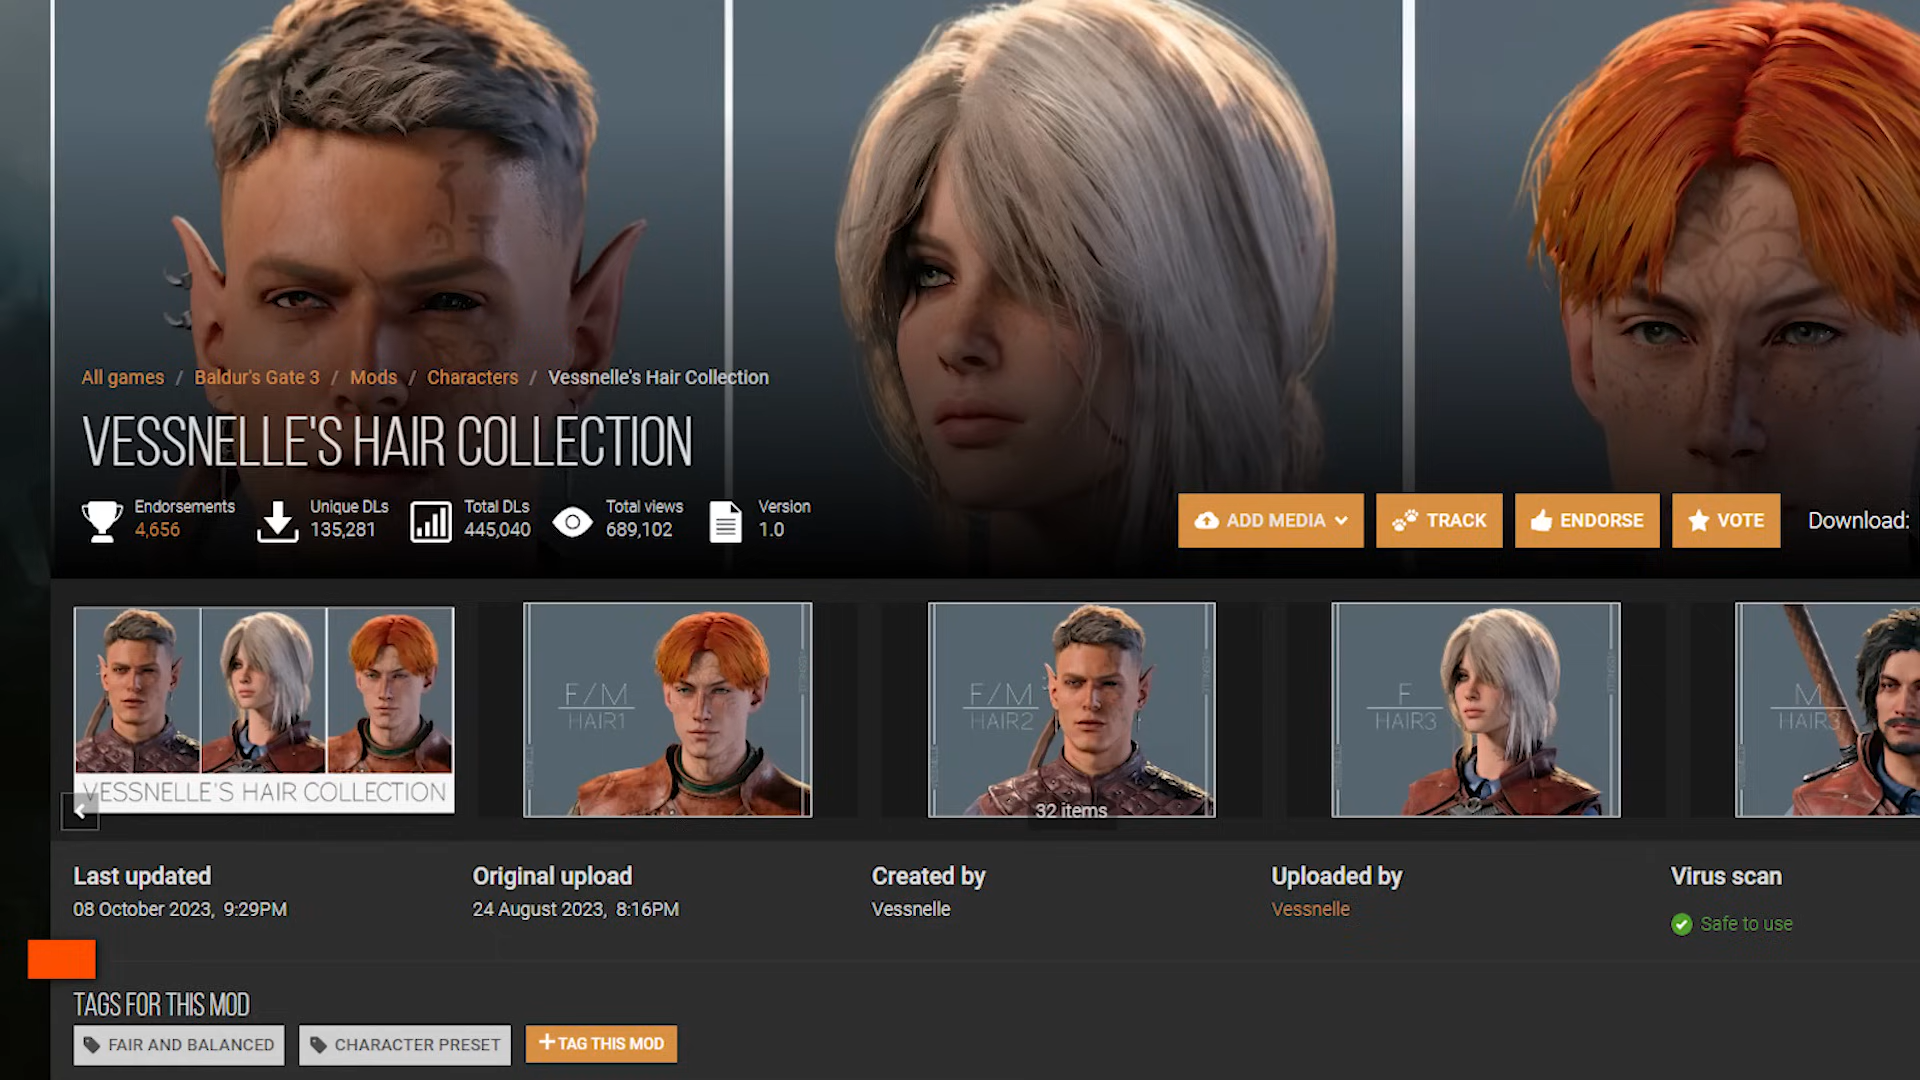 All games / Baldur's Gate 3 / Mods / Characters / Vessnelle's Hair Collection
VESSNELLE'S HAIR COLLECTION
Endorsements
4,656
Unique DLs
135,281
Total DLs
445,040
Total views
689,102
Version
1.0
ADD MEDIA
TRACK
ENDORSE
VOTE
Download:
VESSNELLE'S HAIR COLLECTION
F/M
HAIR1
F/M
HAIR2
F
HAIR3
M
HAIR3
32 items
Last updated
08 October 2023, 9:29PM
Original upload
24 August 2023, 8:16PM
Created by
Vessnelle
Uploaded by
Vessnelle
Virus scan
Safe to use
TAGS FOR THIS MOD
FAIR AND BALANCED
CHARACTER PRESET
+TAG THIS MOD